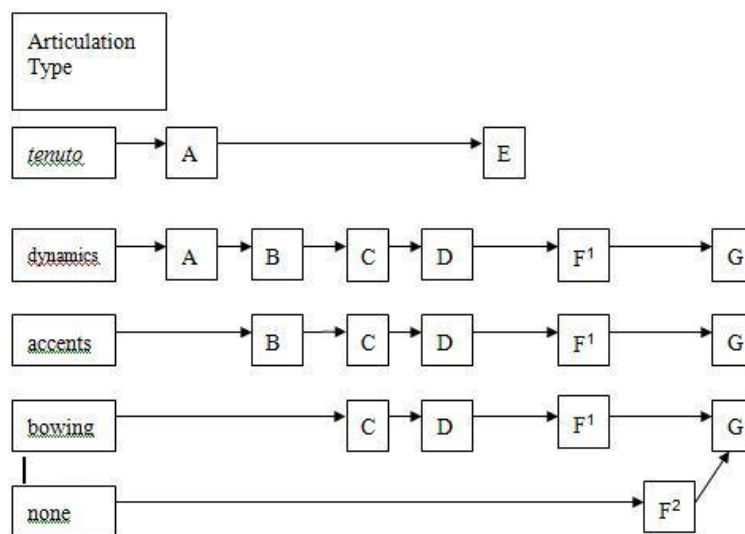 Articulation
Type
tenuto A E
dynamics A B C D F¹ G
accents B C D F¹ G
bowing C D F¹ G
none F²